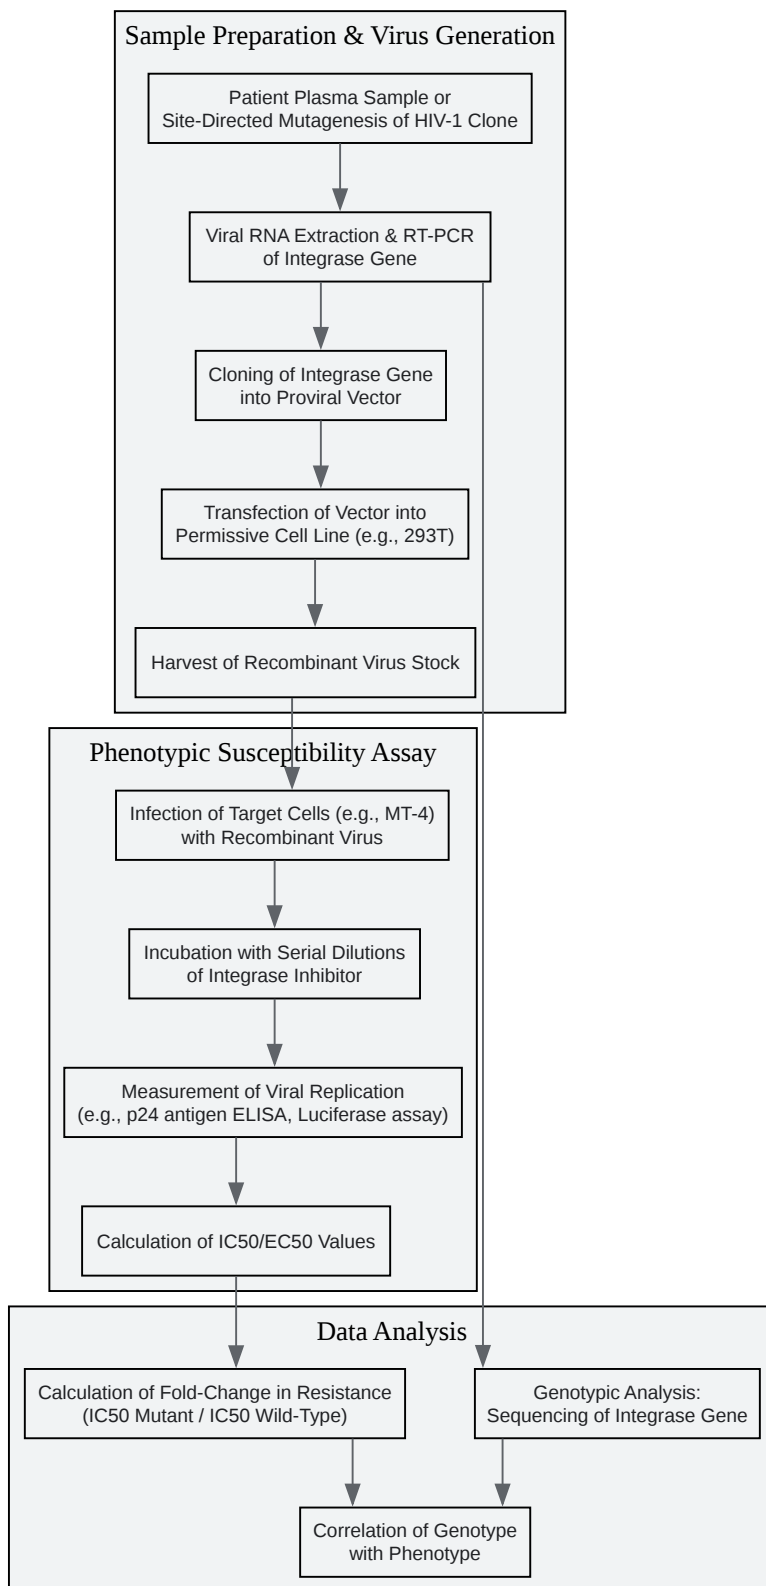 Sample Preparation & Virus Generation
Patient Plasma Sample or
Site-Directed Mutagenesis of HIV-1 Clone
Viral RNA Extraction & RT-PCR
of Integrase Gene
Cloning of Integrase Gene
into Proviral Vector
Transfection of Vector into
Permissive Cell Line (e.g., 293T)
Harvest of Recombinant Virus Stock
Phenotypic Susceptibility Assay
Infection of Target Cells (e.g., MT-4)
with Recombinant Virus
Incubation with Serial Dilutions
of Integrase Inhibitor
Measurement of Viral Replication
(e.g., p24 antigen ELISA, Luciferase assay)
Calculation of IC50/EC50 Values
Data Analysis
Calculation of Fold-Change in Resistance
(IC50 Mutant / IC50 Wild-Type)
Genotypic Analysis:
Sequencing of Integrase Gene
Correlation of Genotype
with Phenotype